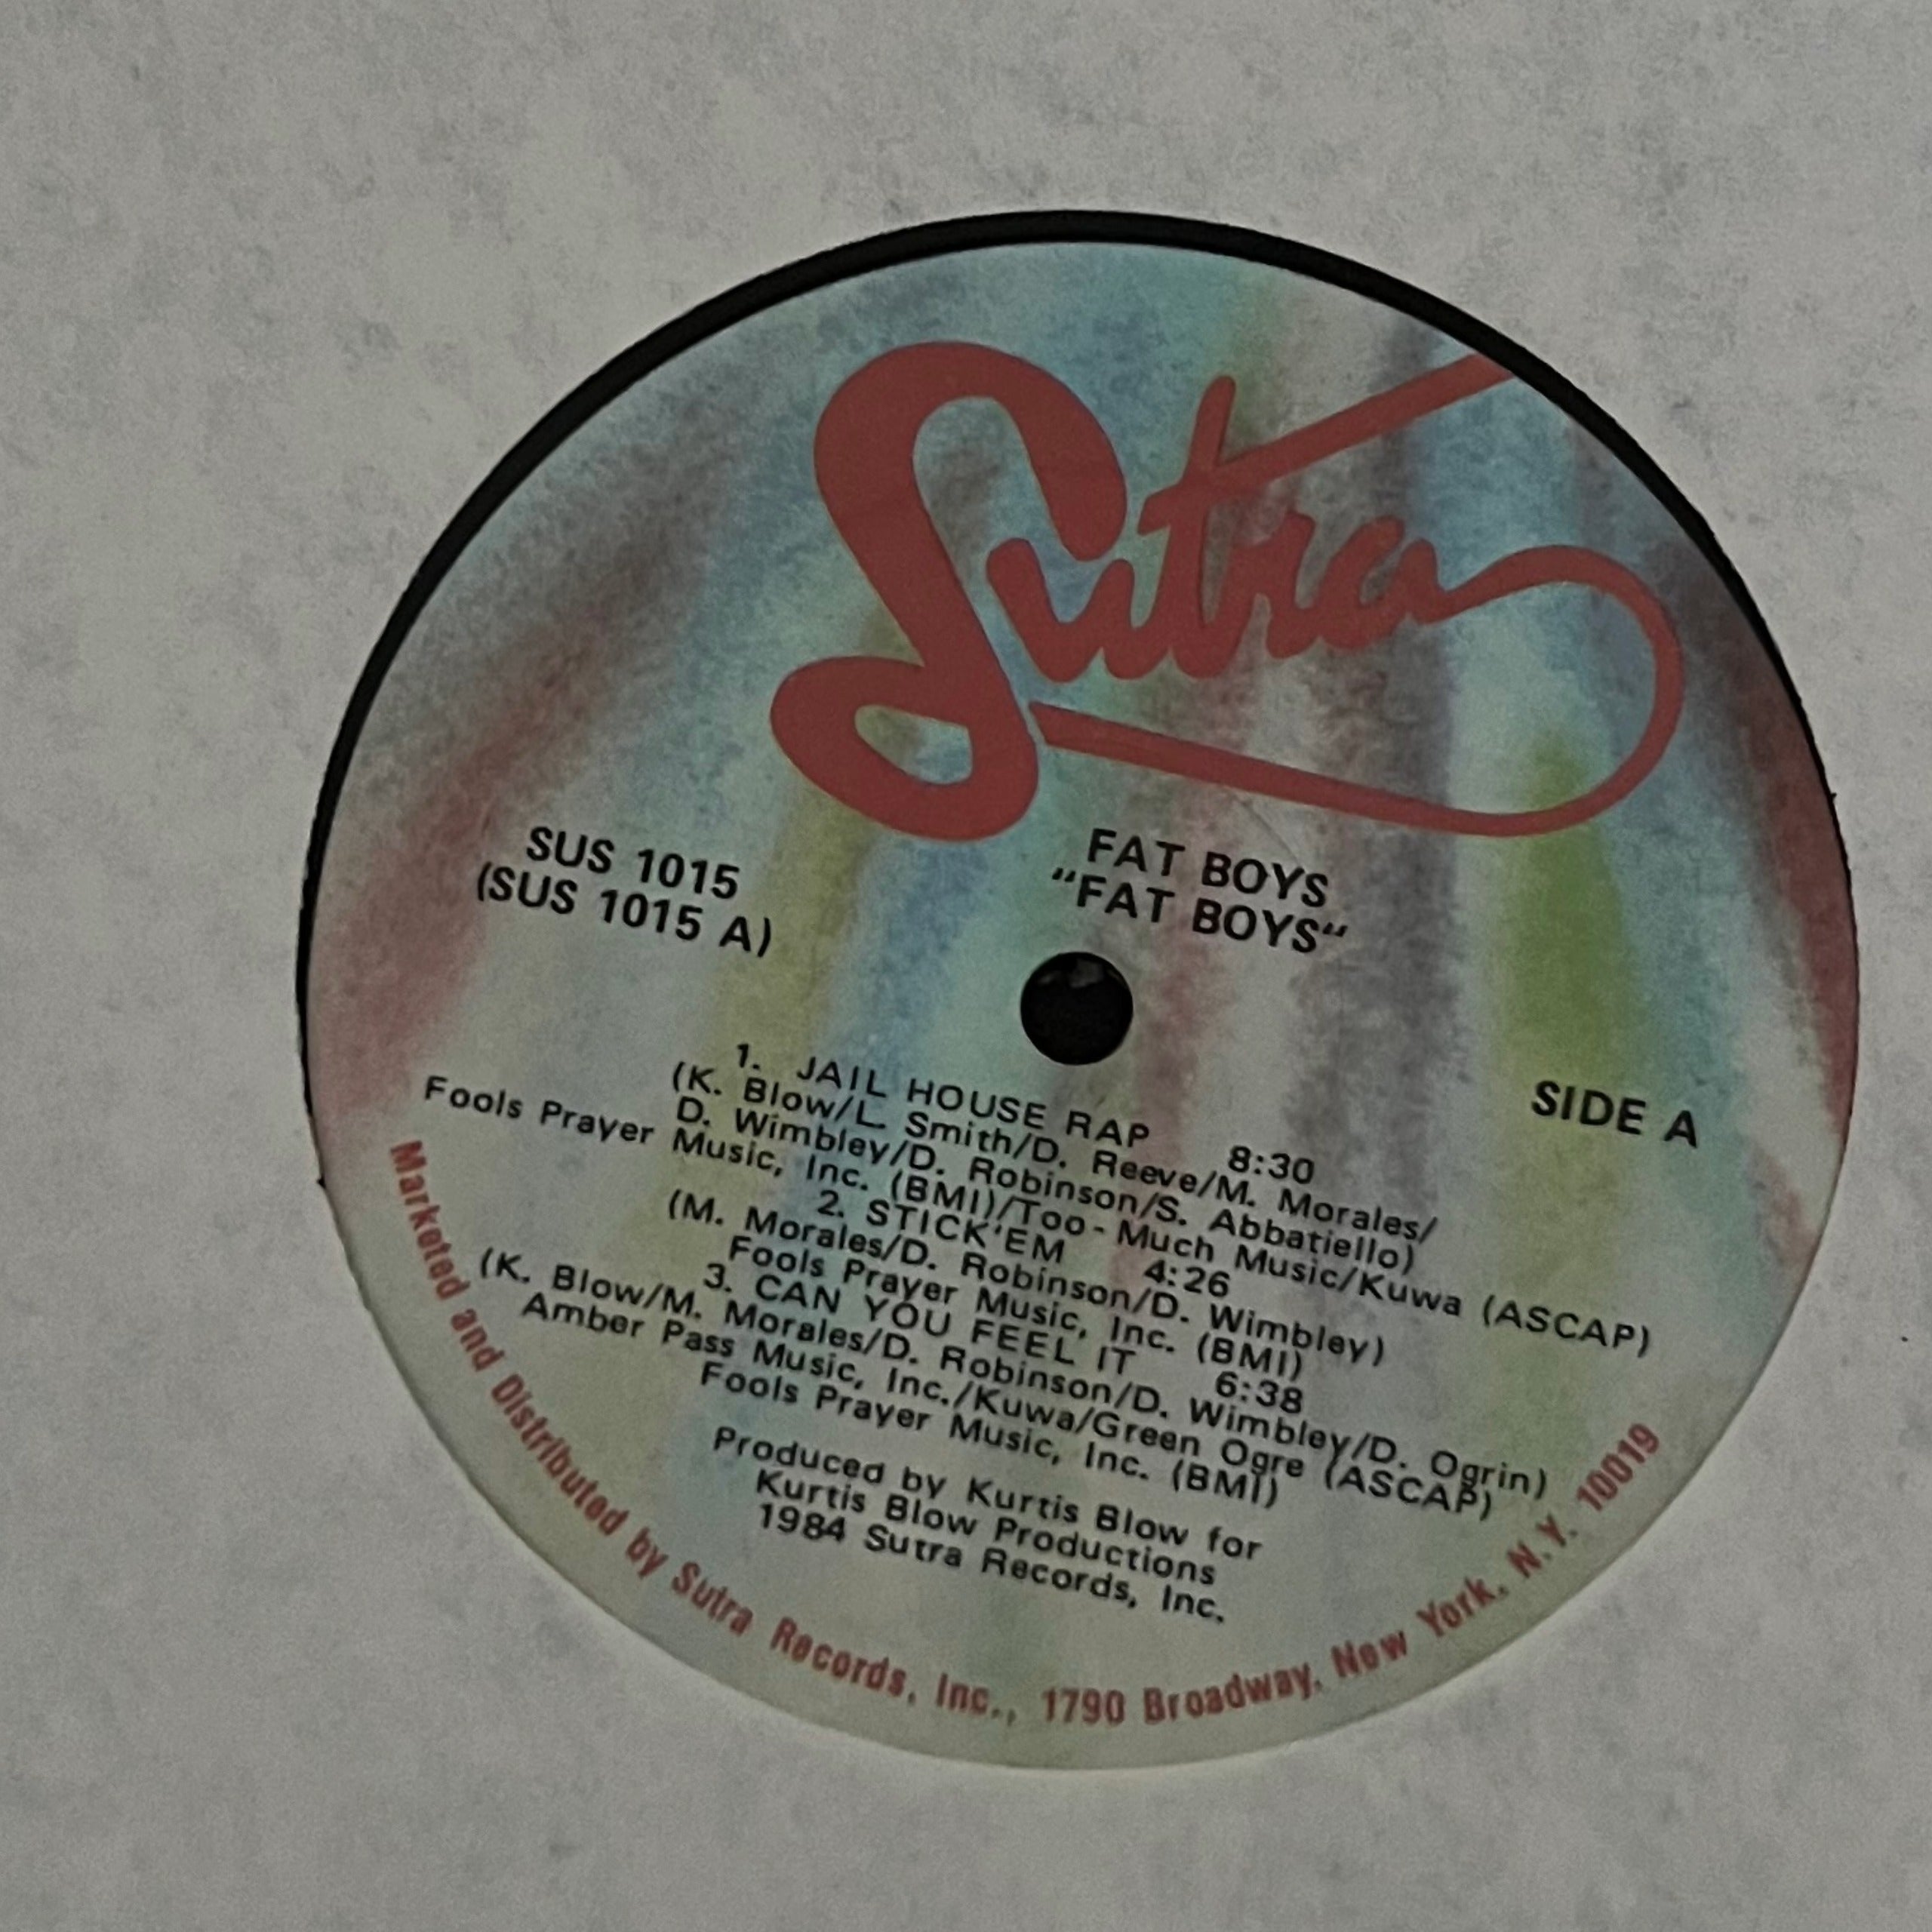 Sutra
SUS 1015
(SUS 1015 A)
FAT BOYS
“FAT BOYS“
SIDE A
1. JAIL HOUSE RAP 8:30
(K. Blow/L. Smith/D. Reeve/M. Morales/
D. Wimbley/D. Robinson/S. Abbatiello)
Fools Prayer Music, Inc. (BMI)/Too - Much Music/Kuwa (ASCAP)
2. STICK'EM 4:26
(M. Morales/D. Robinson/D. Wimbley)
Fools Prayer Music, Inc. (BMI)
3. CAN YOU FEEL IT 6:38
(K. Blow/M. Morales/D. Robinson/D. Wimbley/D. Ogrin)
Amber Pass Music, Inc./Kuwa/Green Ogre (ASCAP)
Fools Prayer Music, Inc. (BMI)
Produced by Kurtis Blow for
Kurtis Blow Productions
1984 Sutra Records, Inc.
Marketed and Distributed by Sutra Records, Inc., 1790 Broadway, New York, N.Y. 10019